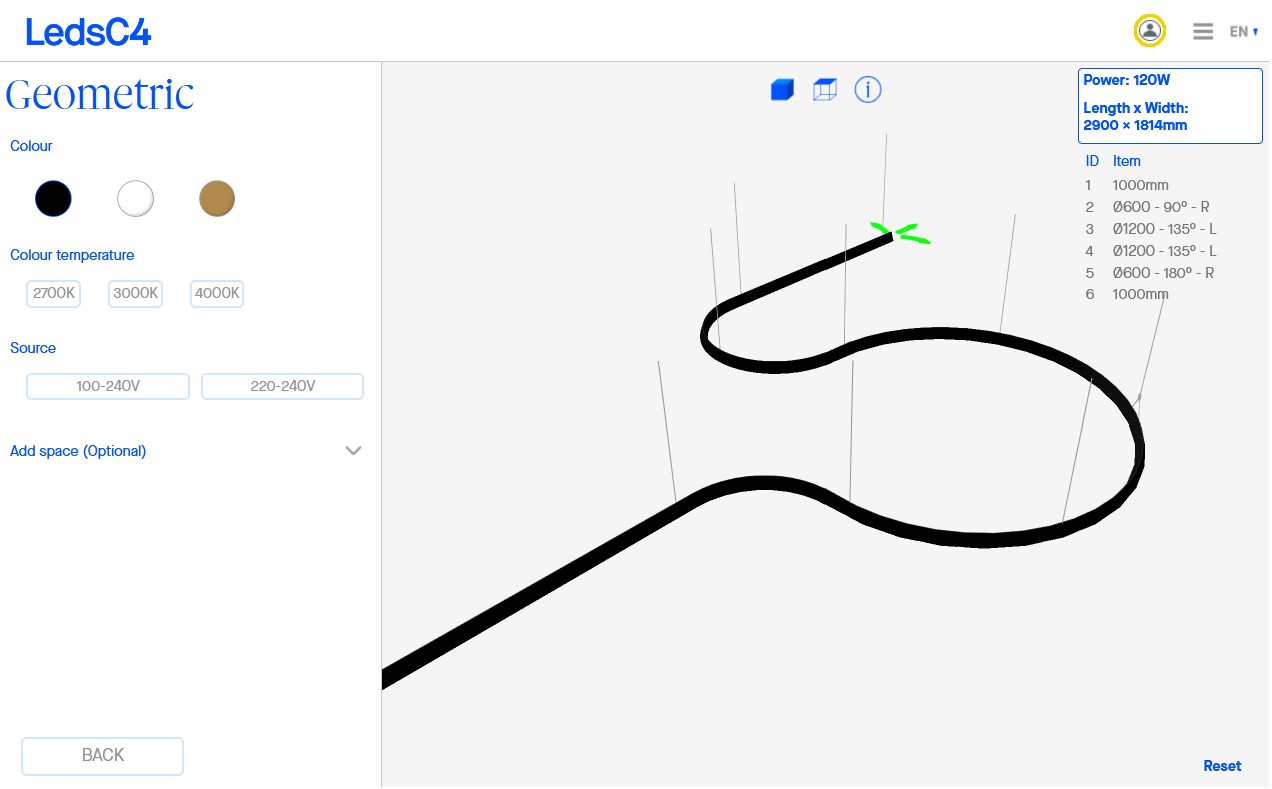 LedsC4
EN
Geometric
Colour
Colour temperature
2700K 3000K 4000K
Source
100-240V 220-240V
Add space (Optional)
BACK
i
Power: 120W
Length x Width:
2900 × 1814mm
ID Item
1 1000mm
2 Ø600 - 90º - R
3 Ø1200 - 135º - L
4 Ø1200 - 135º - L
5 Ø600 - 180º - R
6 1000mm
Reset